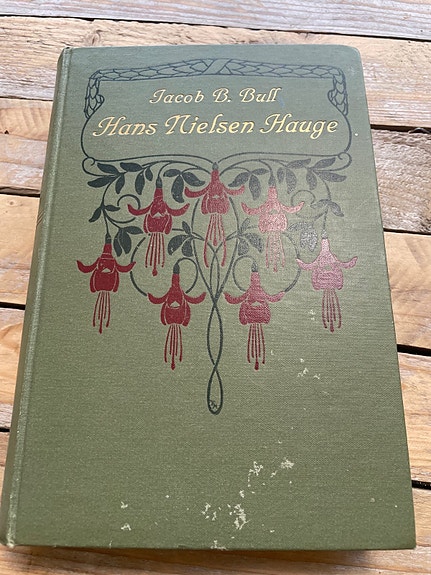 Jacob B. Bull
Hans Nielsen Hauge